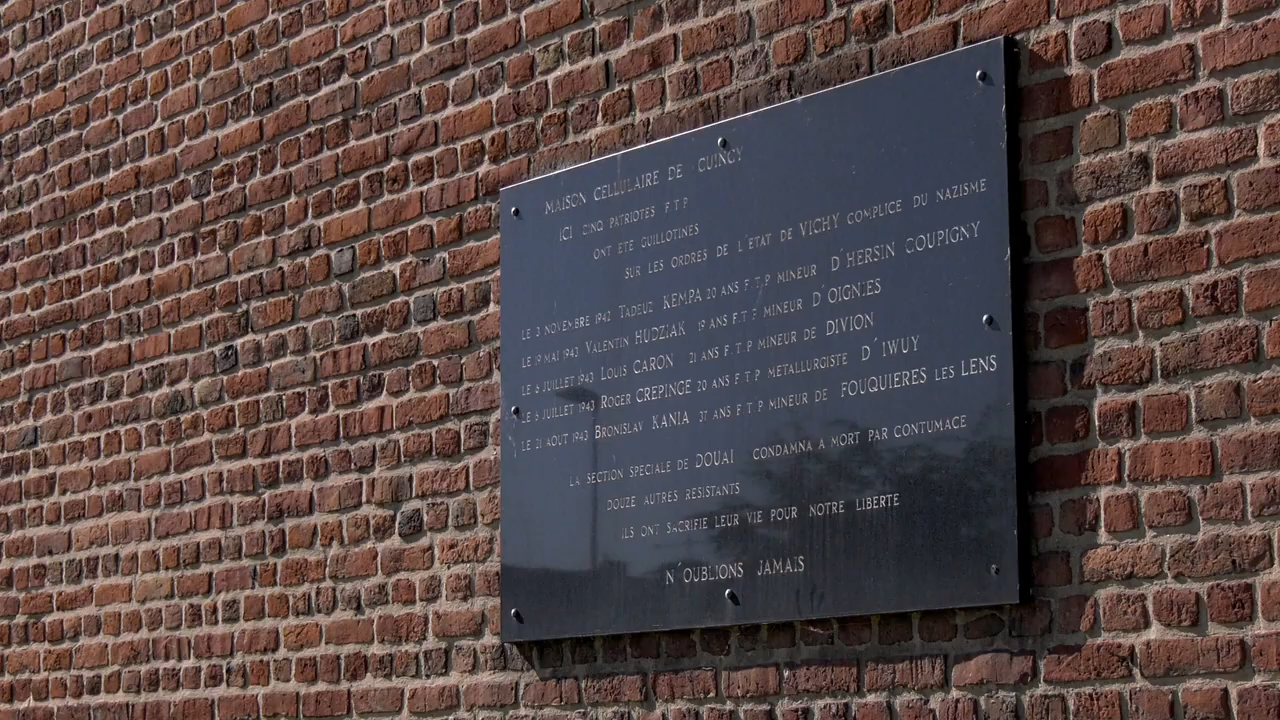 MAISON CELLULAIRE DE CUINCY
ICI CINQ PATRIOTES F.T.P
ONT ETE GUILLOTINES
SUR LES ORDRES DE L'ETAT DE VICHY COMPLICE DU NAZISME
LE 3 NOVEMBRE 1942 TADEUZ KEMPA 20 ANS F.T.P MINEUR D'HERSIN COUPIGNY
LE 19 MAI 1943 VALENTIN HUDZIAK 19 ANS F.T.P MINEUR D'OIGNIES
LE 6 JUILLET 1943 LOUIS CARON 21 ANS F.T.P MINEUR DE DIVION
LE 6 JUILLET 1943 ROGER CREPINGE 20 ANS F.T.P METALLURGISTE D'IWUY
LE 21 AOUT 1943 BRONISLAV KANIA 37 ANS F.T.P MINEUR DE FOUQUIERES LES LENS
LA SECTION SPECIALE DE DOUAI CONDAMNA A MORT PAR CONTUMACE
DOUZE AUTRES RESISTANTS
ILS ONT SACRIFIE LEUR VIE POUR NOTRE LIBERTE
N'OUBLIONS JAMAIS